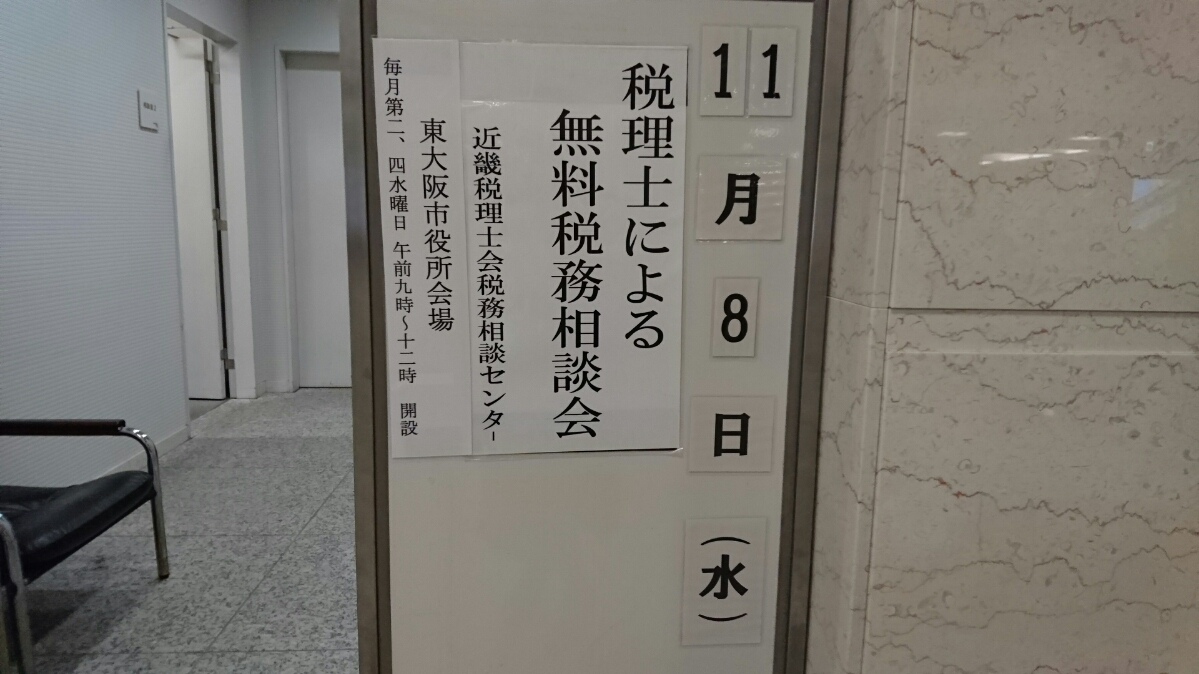 11月8日(水)
税理士による
無料税務相談会
近畿税理士会税務相談センター
東大阪市役所会場
毎月第二、四水曜日 午前九時～十二時 開設